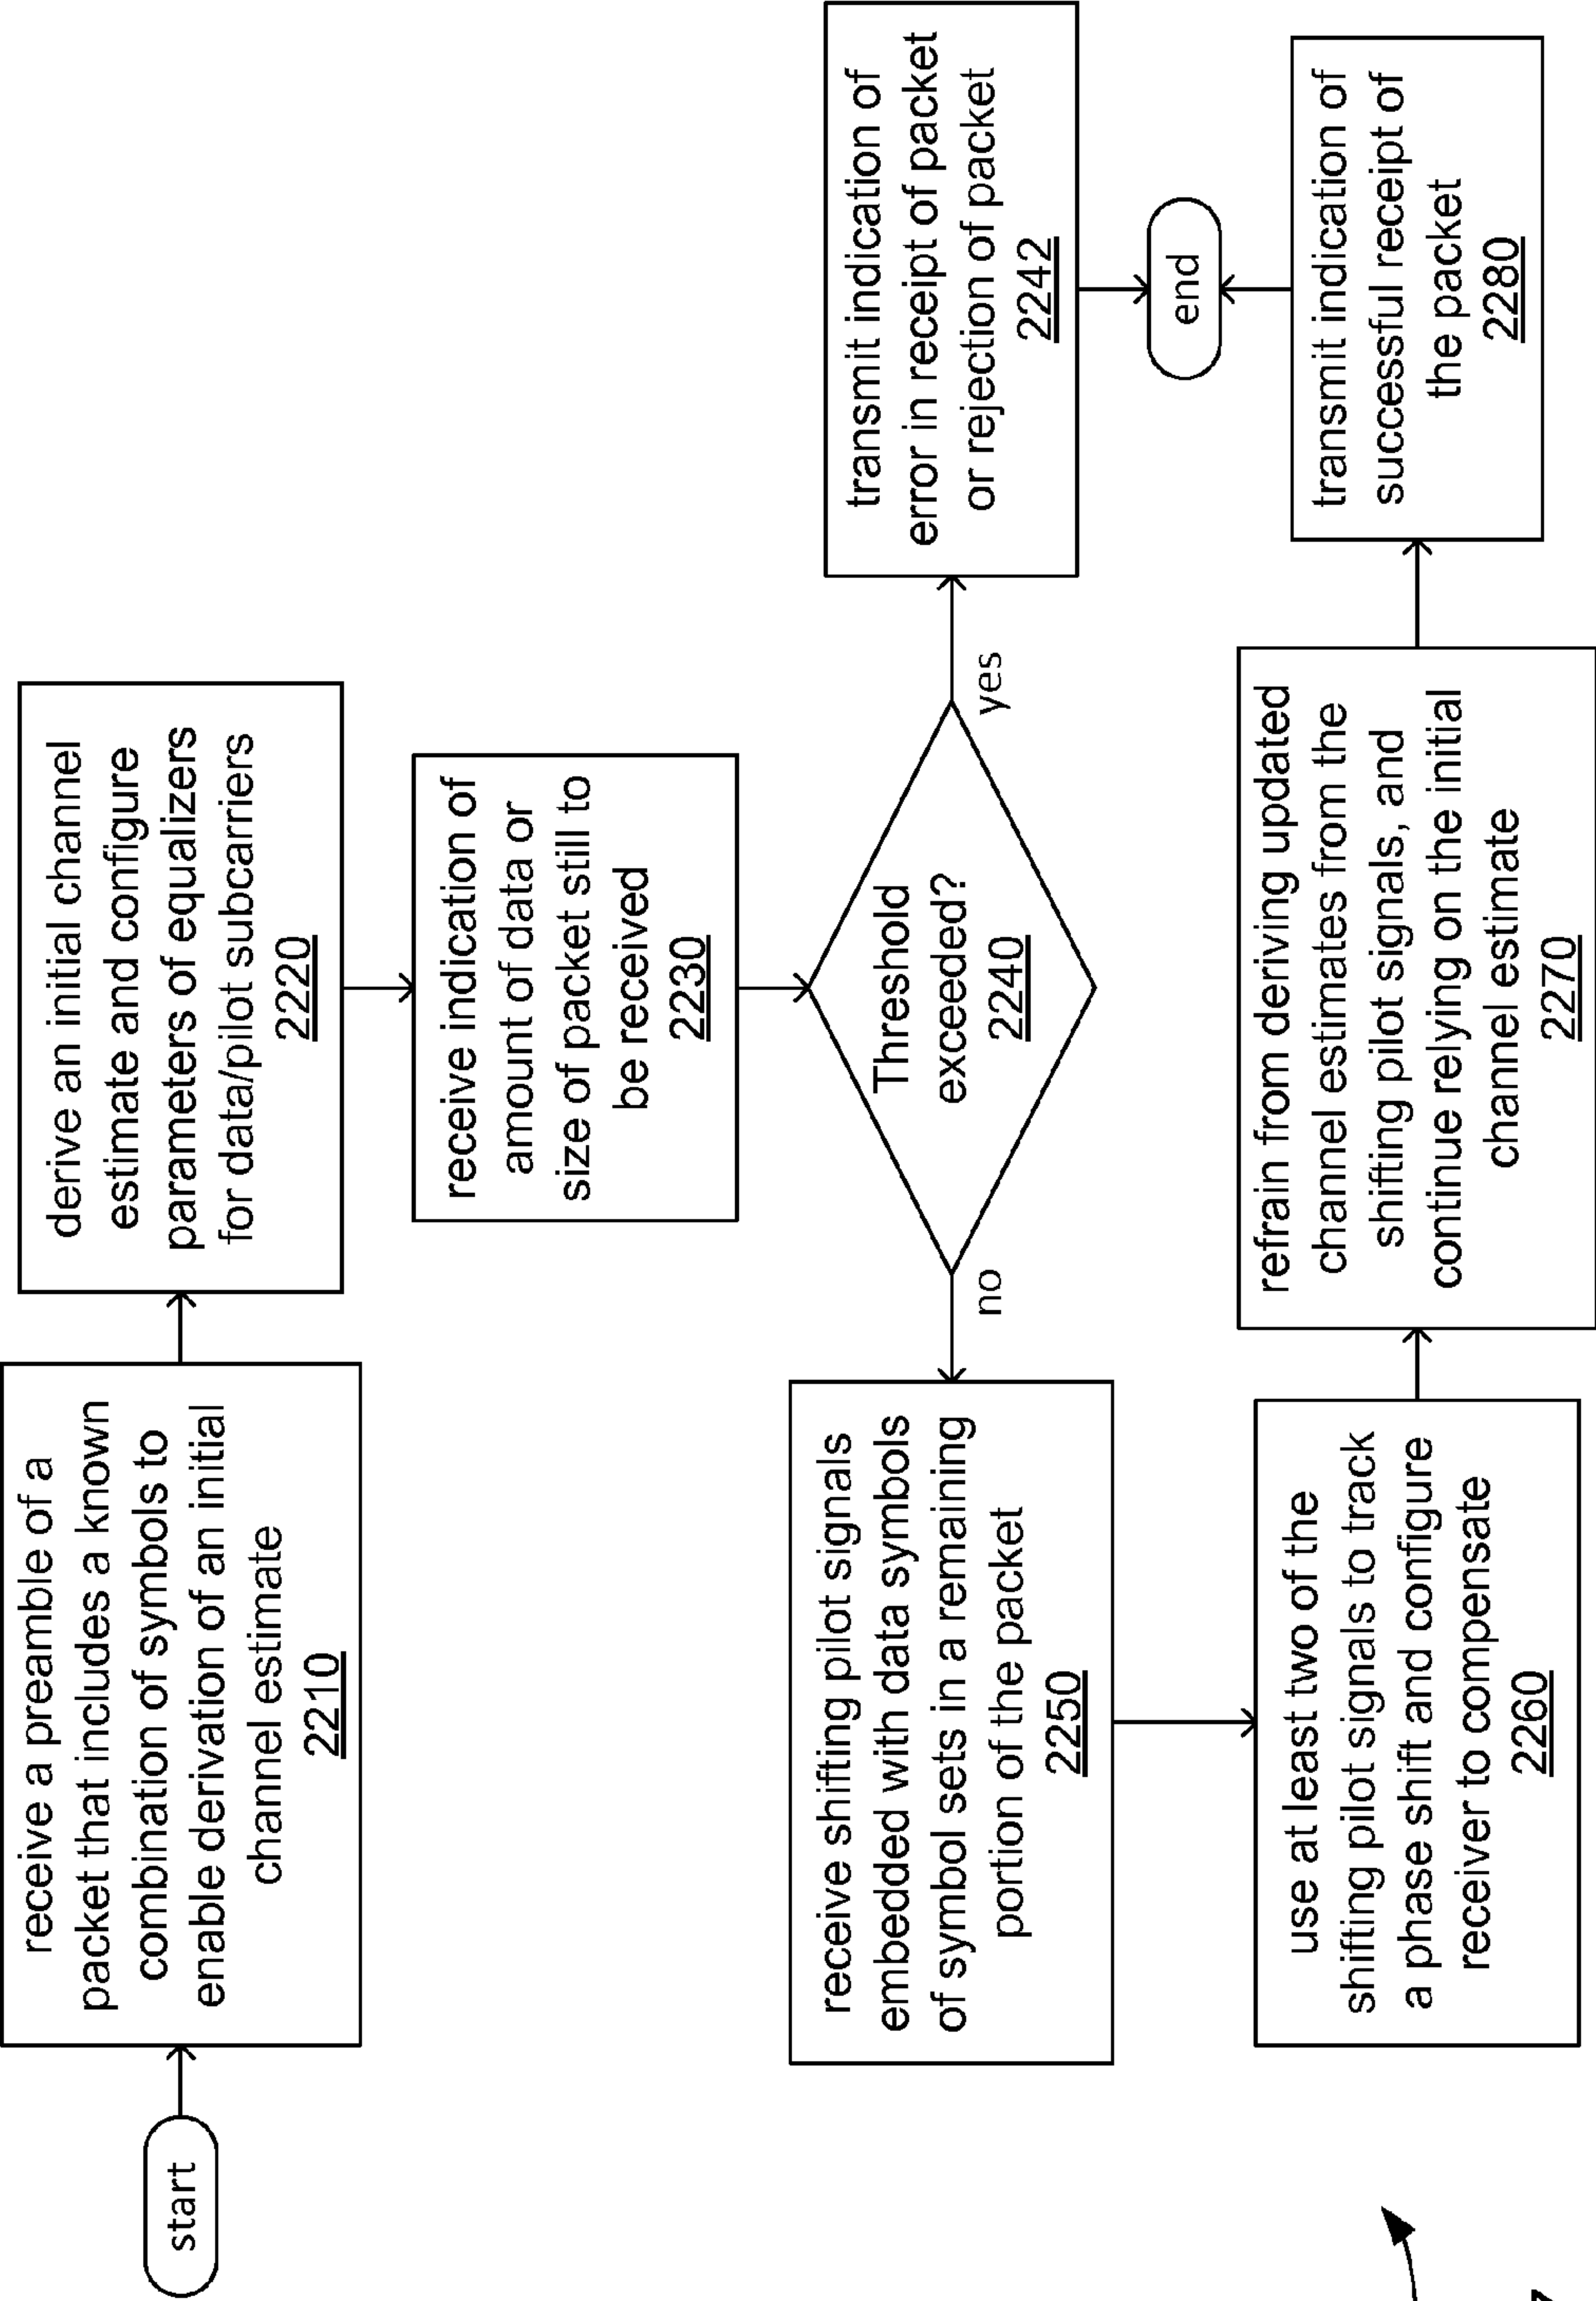 start
receive a preamble of a
packet that includes a known
combination of symbols to
enable derivation of an initial
channel estimate
2210
derive an initial channel
estimate and configure
parameters of equalizers
for data/pilot subcarriers
2220
receive indication of
amount of data or
size of packet still to
be received
2230
Threshold
exceeded?
2240
yes
no
transmit indication of
error in receipt of packet
or rejection of packet
2242
end
receive shifting pilot signals
embedded with data symbols
of symbol sets in a remaining
portion of the packet
2250
use at least two of the
shifting pilot signals to track
a phase shift and configure
receiver to compensate
2260
refrain from deriving updated
channel estimates from the
shifting pilot signals, and
continue relying on the initial
channel estimate
2270
transmit indication of
successful receipt of
the packet
2280